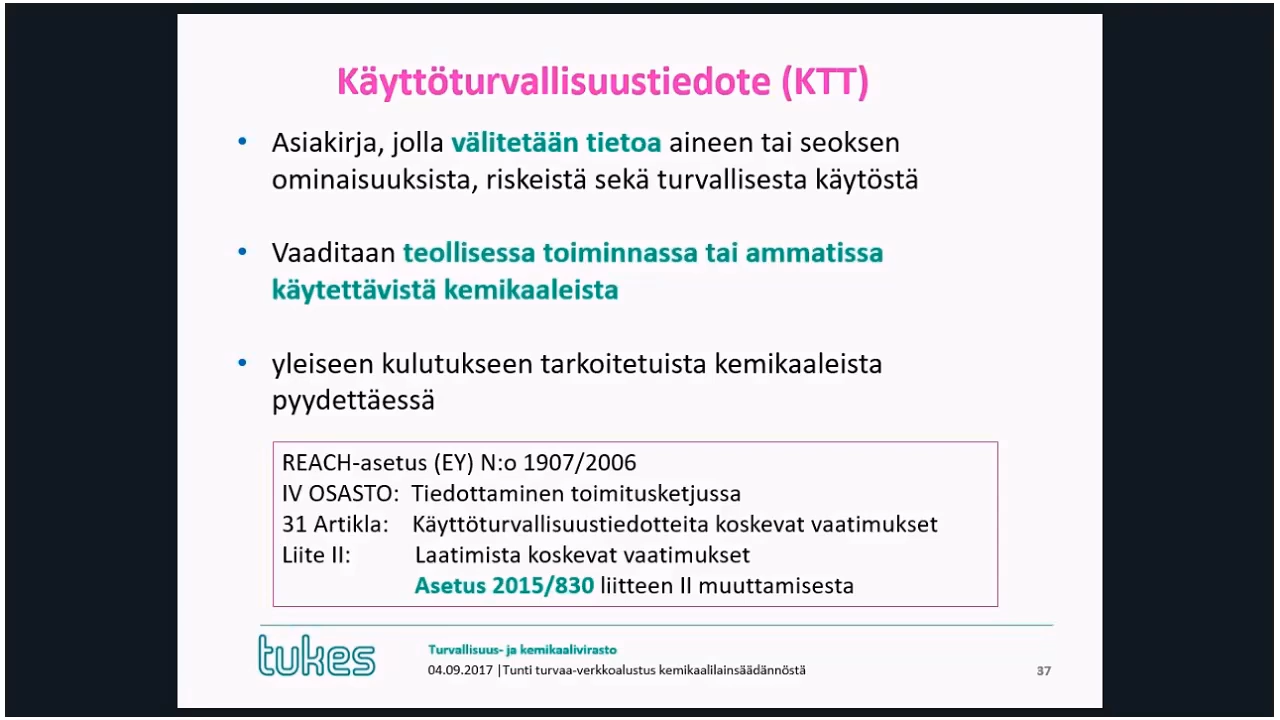 Käyttöturvallisuustiedote (KTT)
• Asiakirja, jolla välitetään tietoa aineen tai seoksen
ominaisuuksista, riskeistä sekä turvallisesta käytöstä
• Vaaditaan teollisessa toiminnassa tai ammatissa
käytettävistä kemikaaleista
• yleiseen kulutukseen tarkoitetuista kemikaaleista
pyydettäessä
REACH-asetus (EY) N:o 1907/2006
IV OSASTO: Tiedottaminen toimitusketjussa
31 Artikla: Käyttöturvallisuustiedotteita koskevat vaatimukset
Liite II: Laatimista koskevat vaatimukset
Asetus 2015/830 liitteen II muuttamisesta
tukes
Turvallisuus- ja kemikaalivirasto
04.09.2017 |Tunti turvaa-verkkoalustus kemikaalilainsäädännöstä
37